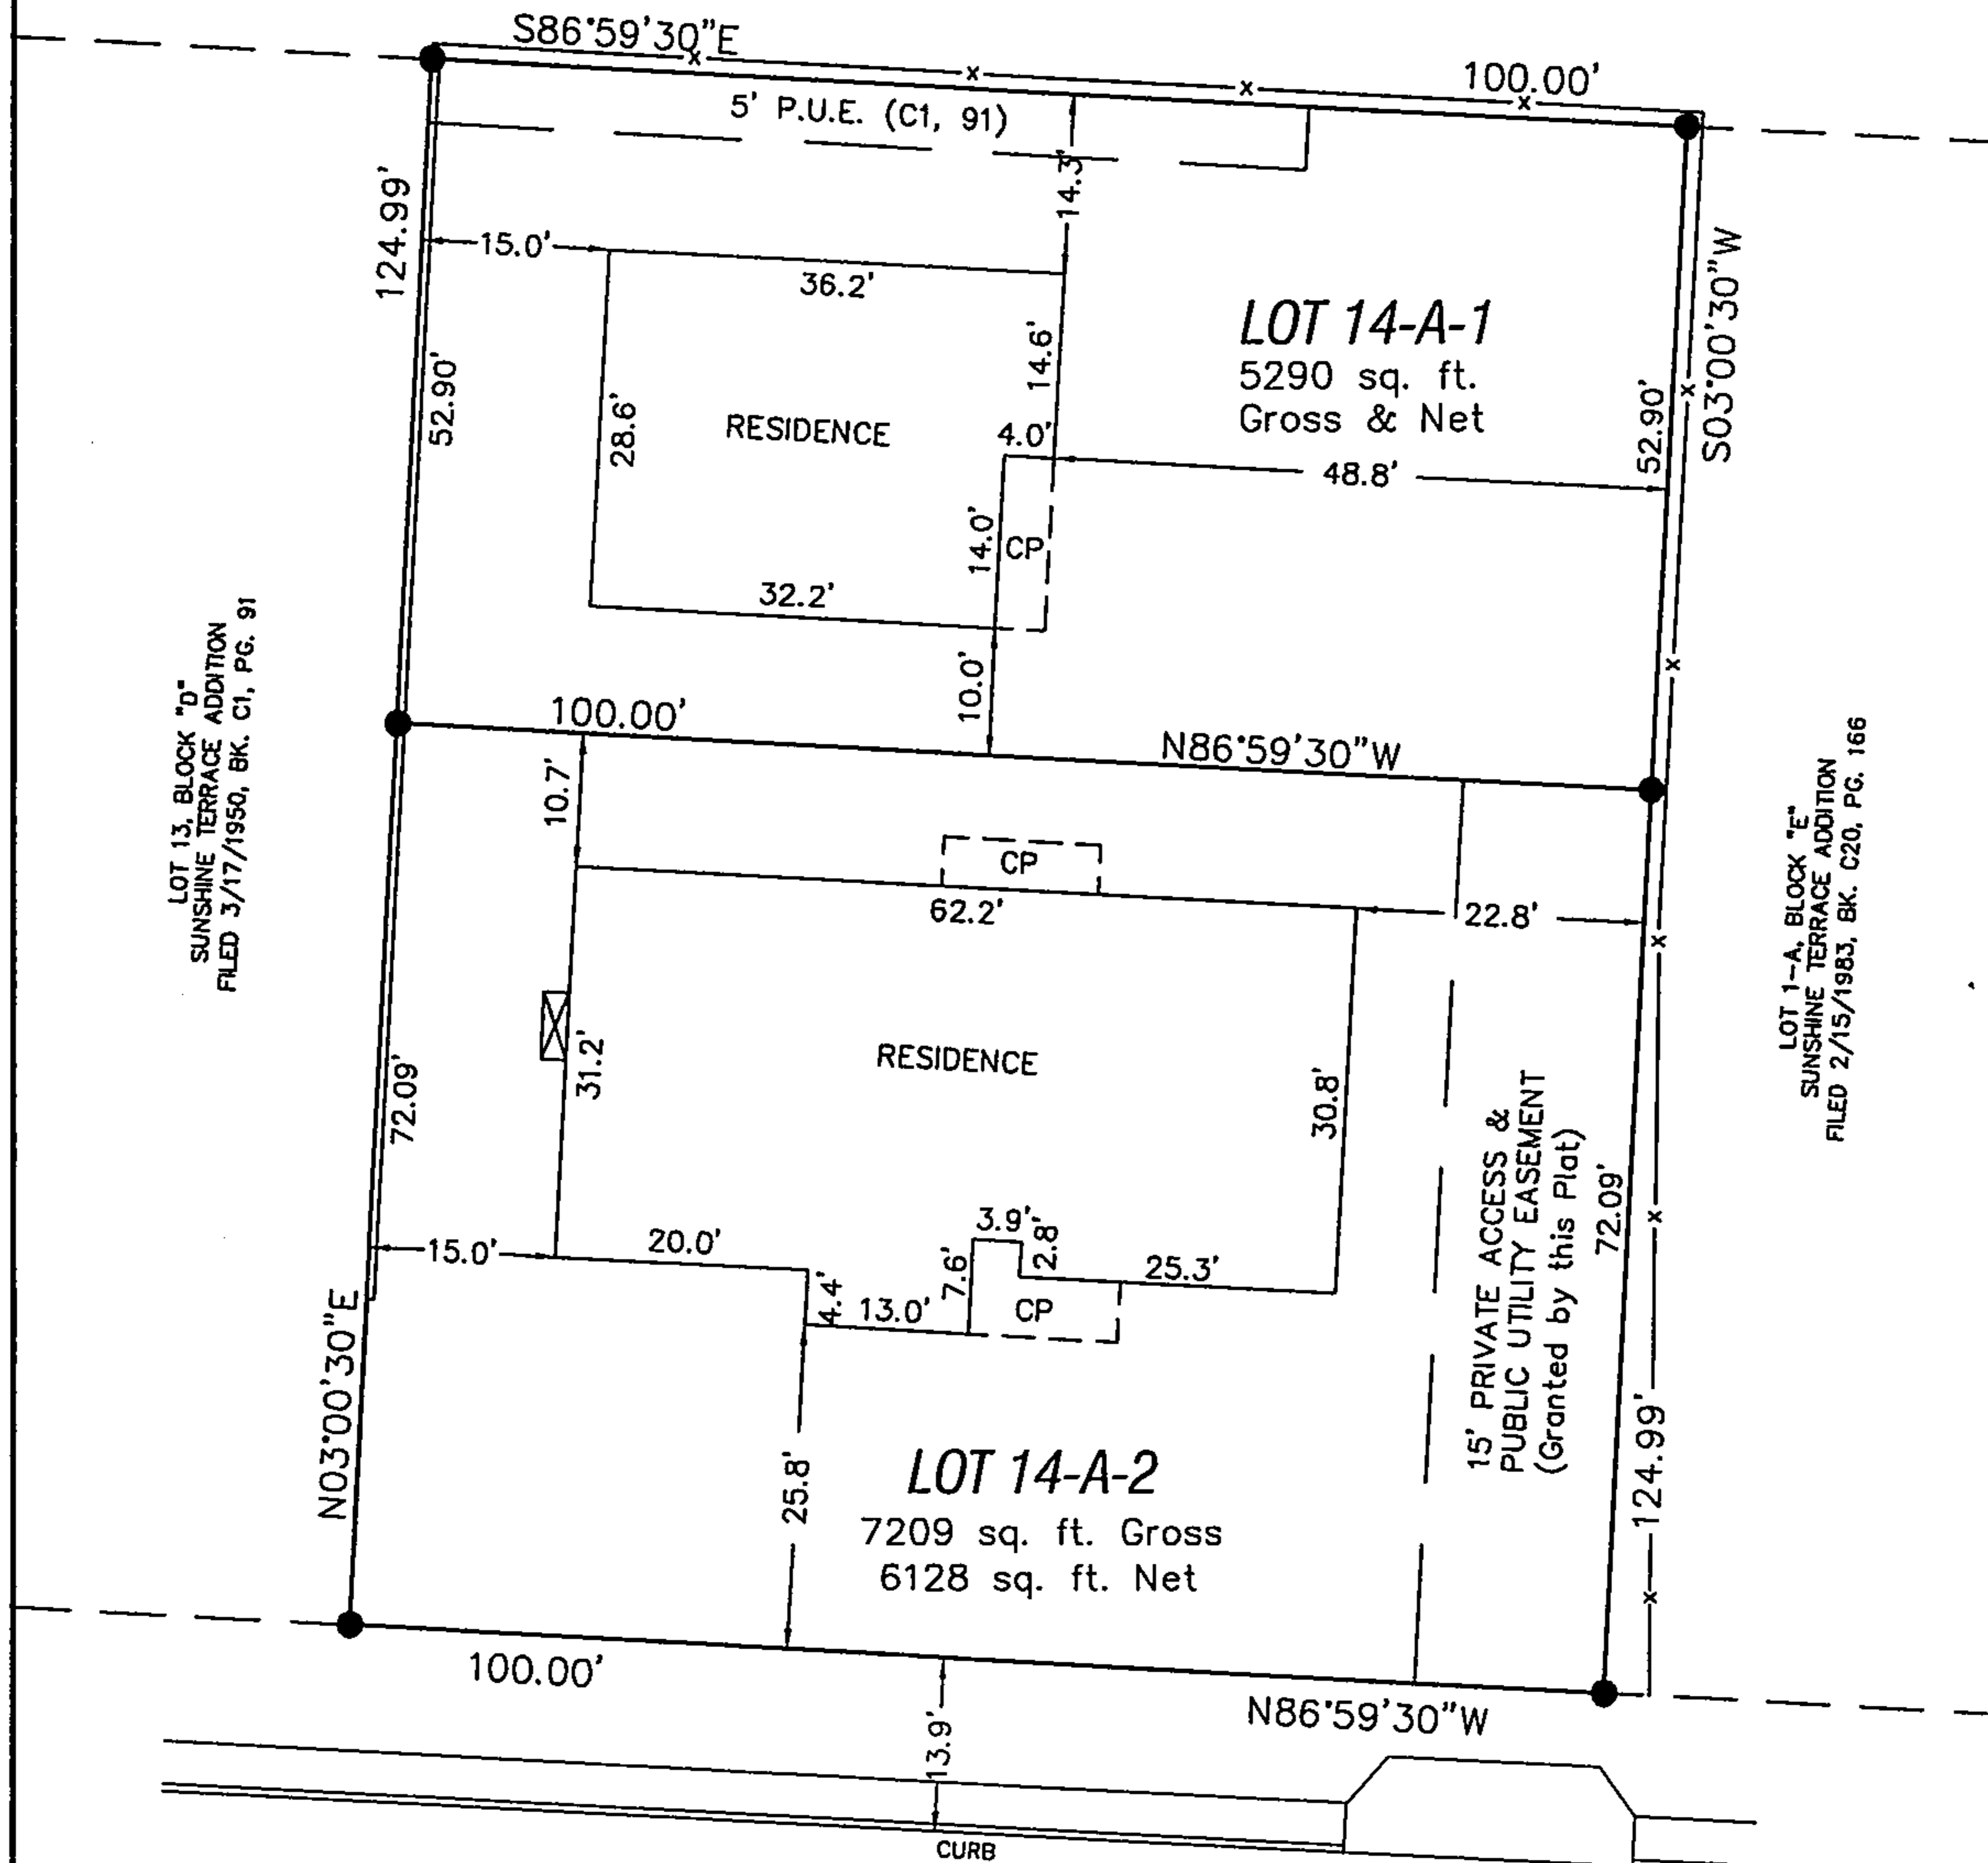 S86°59'30"E
100.00'
5' P.U.E. (C1, 91)
14.3'
124.99'
15.0'
36.2'
LOT 14-A-1
5290 sq. ft.
Gross & Net
S03°00'30"W
52.90'
28.6'
RESIDENCE
14.6'
4.0'
48.8'
52.90'
14.0'
CP
32.2'
10.0'
LOT 13, BLOCK "D"
SUNSHINE TERRACE ADDITION
FILED 3/17/1950, BK. C1, PG. 91
100.00'
N86°59'30"W
10.7'
CP
62.2'
22.8'
LOT 1-A, BLOCK "E"
SUNSHINE TERRACE ADDITION
FILED 2/15/1983, BK. C20, PG. 166
72.09'
31.2'
RESIDENCE
30.8'
15' PRIVATE ACCESS &
PUBLIC UTILITY EASEMENT
(Granted by this Plat)
72.09'
15.0'
20.0'
3.9'
2.8'
7.6'
25.3'
4.4'
13.0'
CP
N03°00'30"E
25.8'
LOT 14-A-2
7209 sq. ft. Gross
6128 sq. ft. Net
124.99'
100.00'
N86°59'30"W
13.9'
CURB